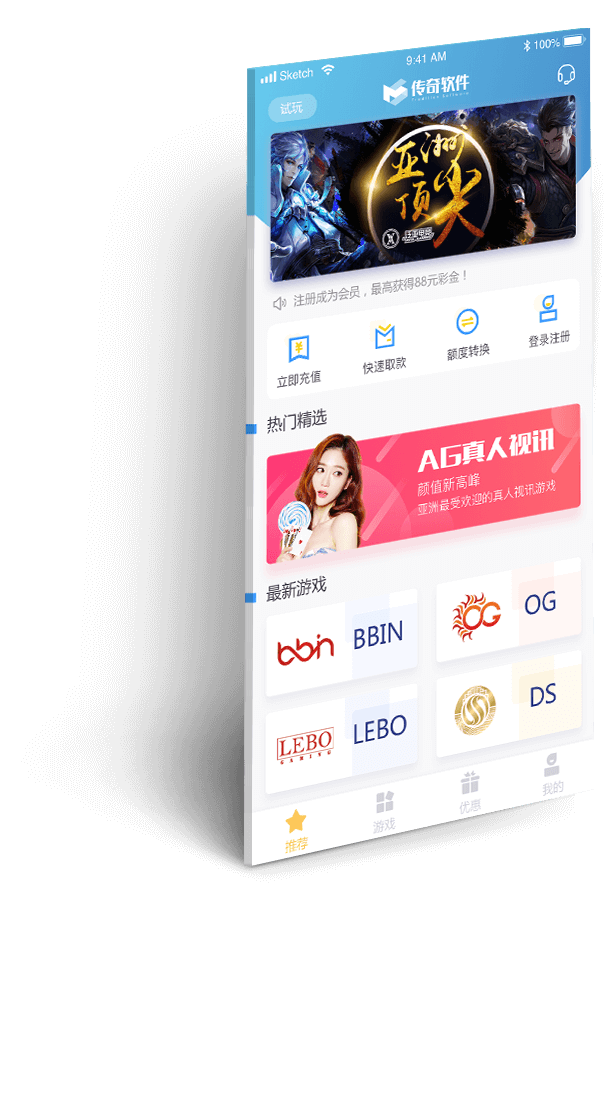 Sketch
9:41 AM
100%
试玩
传奇软件
亚洲
顶尖
注册成为会员，最高获得88元彩金！
立即充值
快速取款
额度转换
登录注册
热门精选
AG真人视讯
颜值新高峰
亚洲最受欢迎的真人视讯游戏
最新游戏
bbin
BBIN
OG
OG
LEBO
GAMING
LEBO
DS
推荐
游戏
优惠
我的